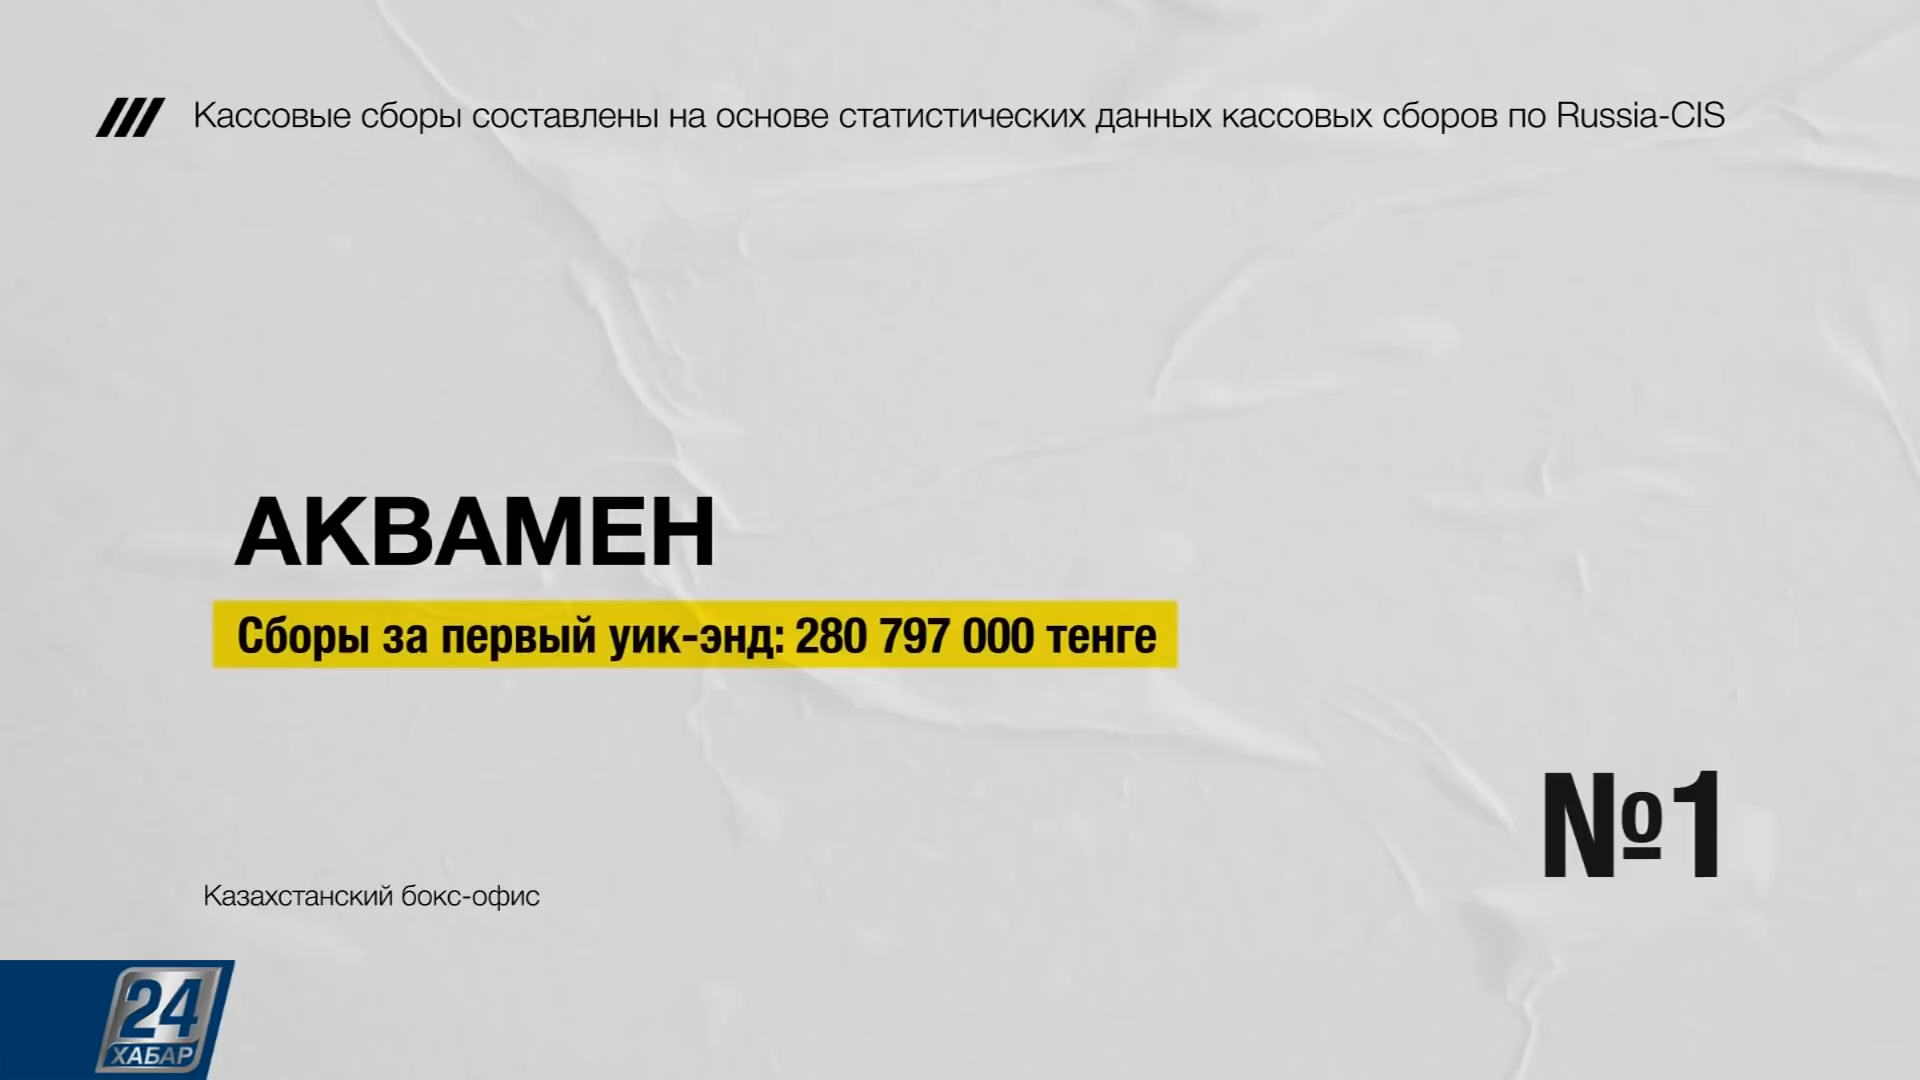 Кассовые сборы составлены на основе статистических данных кассовых сборов по Russia-CIS
АКВАМЕН
Сборы за первый уик-энд: 280 797 000 тенге
№1
Казахстанский бокс-офис
24
ХАБАР